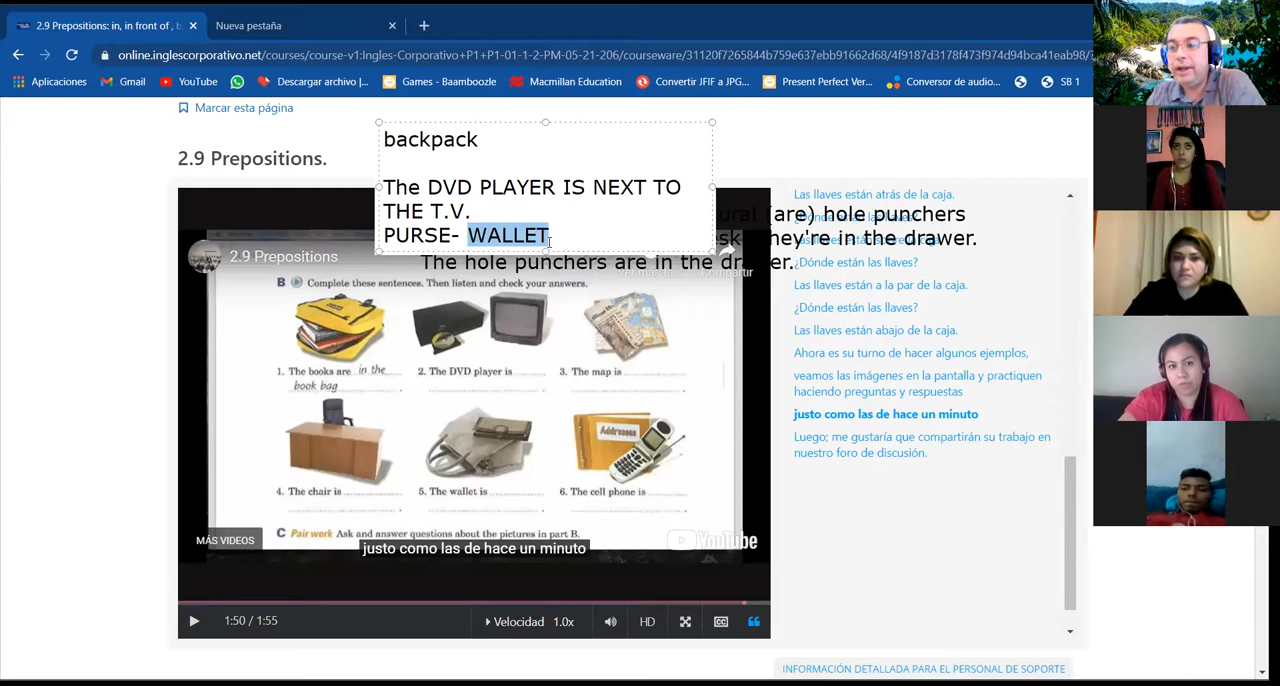 2.9 Prepositions: in, in front of , b
Nueva pestaña
online.inglescorporativo.net/courses/course-v1:Ingles-Corporativo+P1+P1-01-1-2-PM-05-21-206/courseware/31120f7265844b759e637ebb91662d68/4f9187d3178f473f974d94bca41eab98/
Aplicaciones
Gmail
YouTube
Descargar archivo |...
Games - Baamboozle
Macmillan Education
Convertir JFIF a JPG...
Present Perfect Ver...
Conversor de audio...
SB 1
Marcar esta página
2.9 Prepositions.
backpack
The DVD PLAYER IS NEXT TO
THE T.V.
PURSE- WALLET
(are) hole punchers
they're in the drawer.
The hole punchers are in the drawer.
2.9 Prepositions
Compartir
B Complete these sentences. Then listen and check your answers.
1. The books are in the
book bag
2. The DVD player is
3. The map is
Addresses
4. The chair is
5. The wallet is
6. The cell phone is
C Pair work Ask and answer questions about the pictures in part B.
MÁS VIDEOS
YouTube
justo como las de hace un minuto
1:50 / 1:55
Velocidad 1.0x
HD
Las llaves están atrás de la caja.
¿Dónde están las llaves?
Las llaves están a la par de la caja.
¿Dónde están las llaves?
Las llaves están abajo de la caja.
Ahora es su turno de hacer algunos ejemplos,
veamos las imágenes en la pantalla y practiquen
haciendo preguntas y respuestas
justo como las de hace un minuto
Luego; me gustaría que compartirán su trabajo en
nuestro foro de discusión.
INFORMACIÓN DETALLADA PARA EL PERSONAL DE SOPORTE